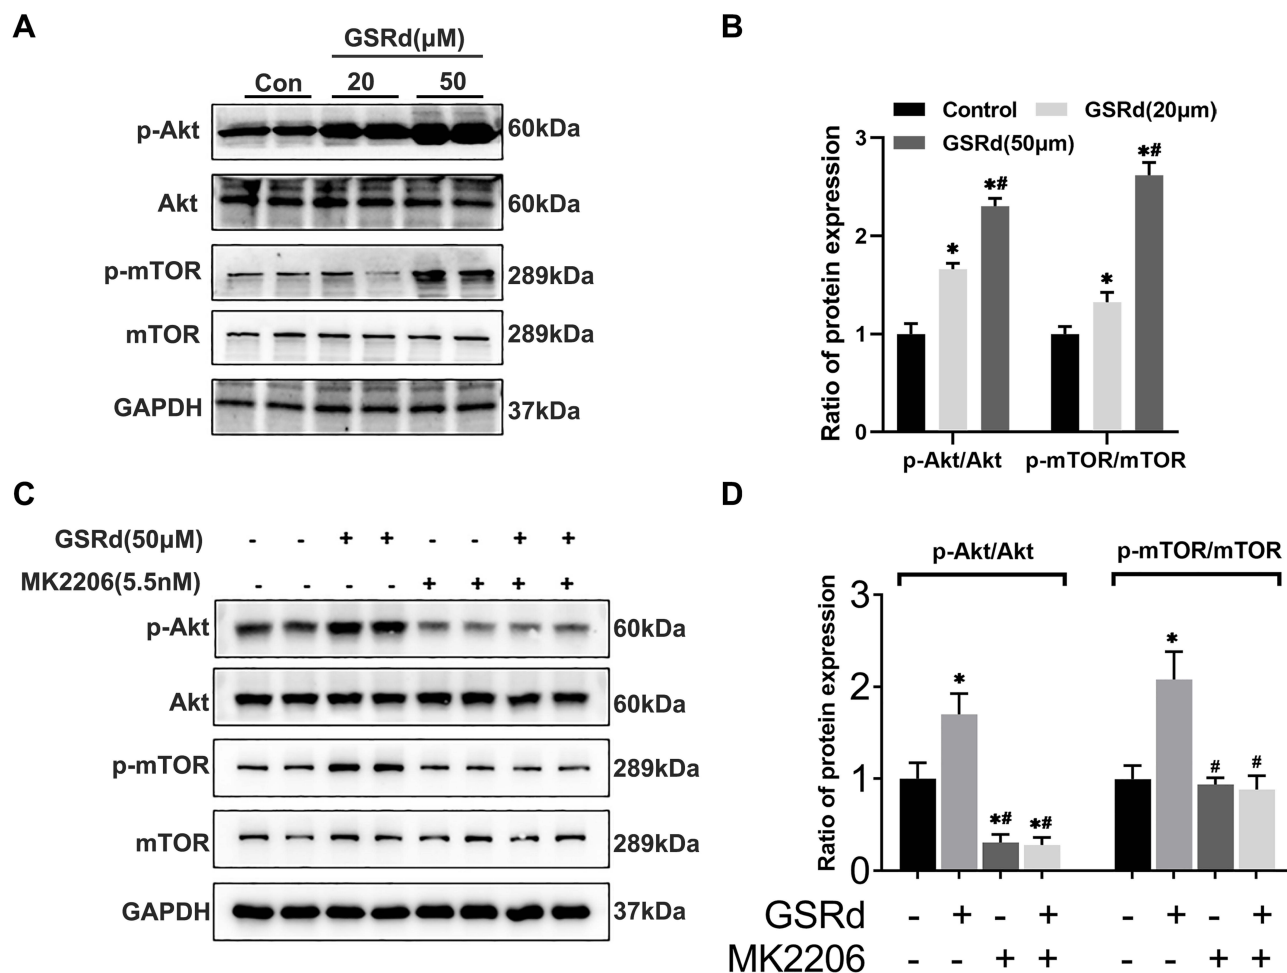 A
GSRd(μM)
Con 20 50
p-Akt 60kDa
Akt 60kDa
p-mTOR 289kDa
mTOR 289kDa
GAPDH 37kDa
B
Control GSRd(20μm)
GSRd(50μm)
Ratio of protein expression
3
2
1
0
* *# * *#
p-Akt/Akt p-mTOR/mTOR
C
GSRd(50μM) - - + + - - + +
MK2206(5.5nM) - - - - + + + +
p-Akt 60kDa
Akt 60kDa
p-mTOR 289kDa
mTOR 289kDa
GAPDH 37kDa
D
p-Akt/Akt p-mTOR/mTOR
Ratio of protein expression
3
2
1
0
* *# *# * # #
GSRd - + - + - + - +
MK2206 - - + + - - + +